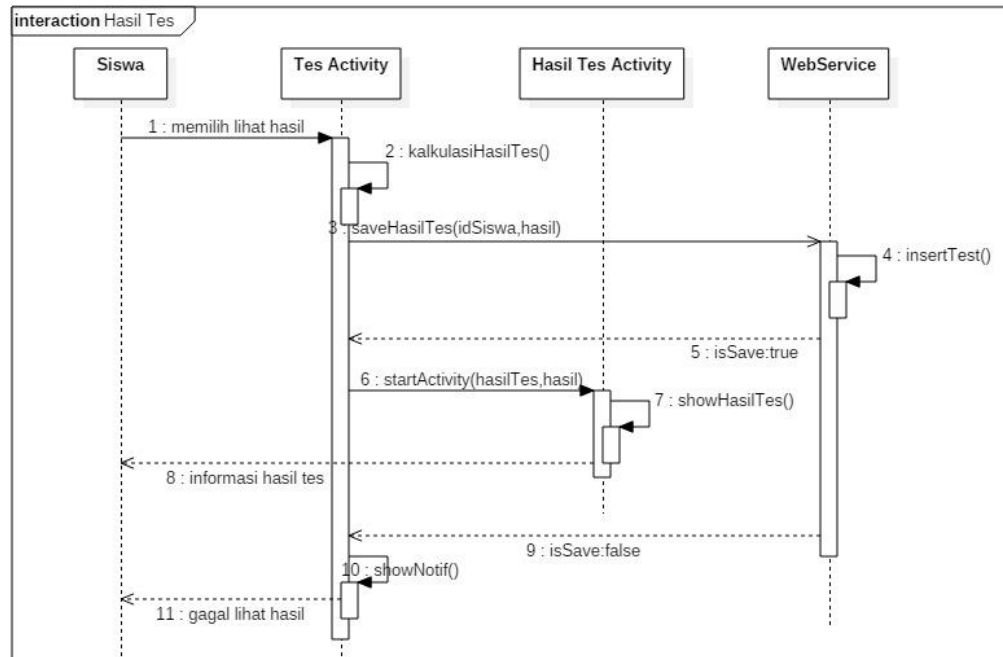 interaction Hasil Tes
Siswa
Tes Activity
Hasil Tes Activity
WebService
1 : memilih lihat hasil
2 : kalkulasiHasilTes()
3 : saveHasilTes(idSiswa,hasil)
4 : insertTest()
5 : isSave:true
6 : startActivity(hasilTes,hasil)
7 : showHasilTes()
8 : informasi hasil tes
9 : isSave:false
10 : showNotif()
11 : gagal lihat hasil